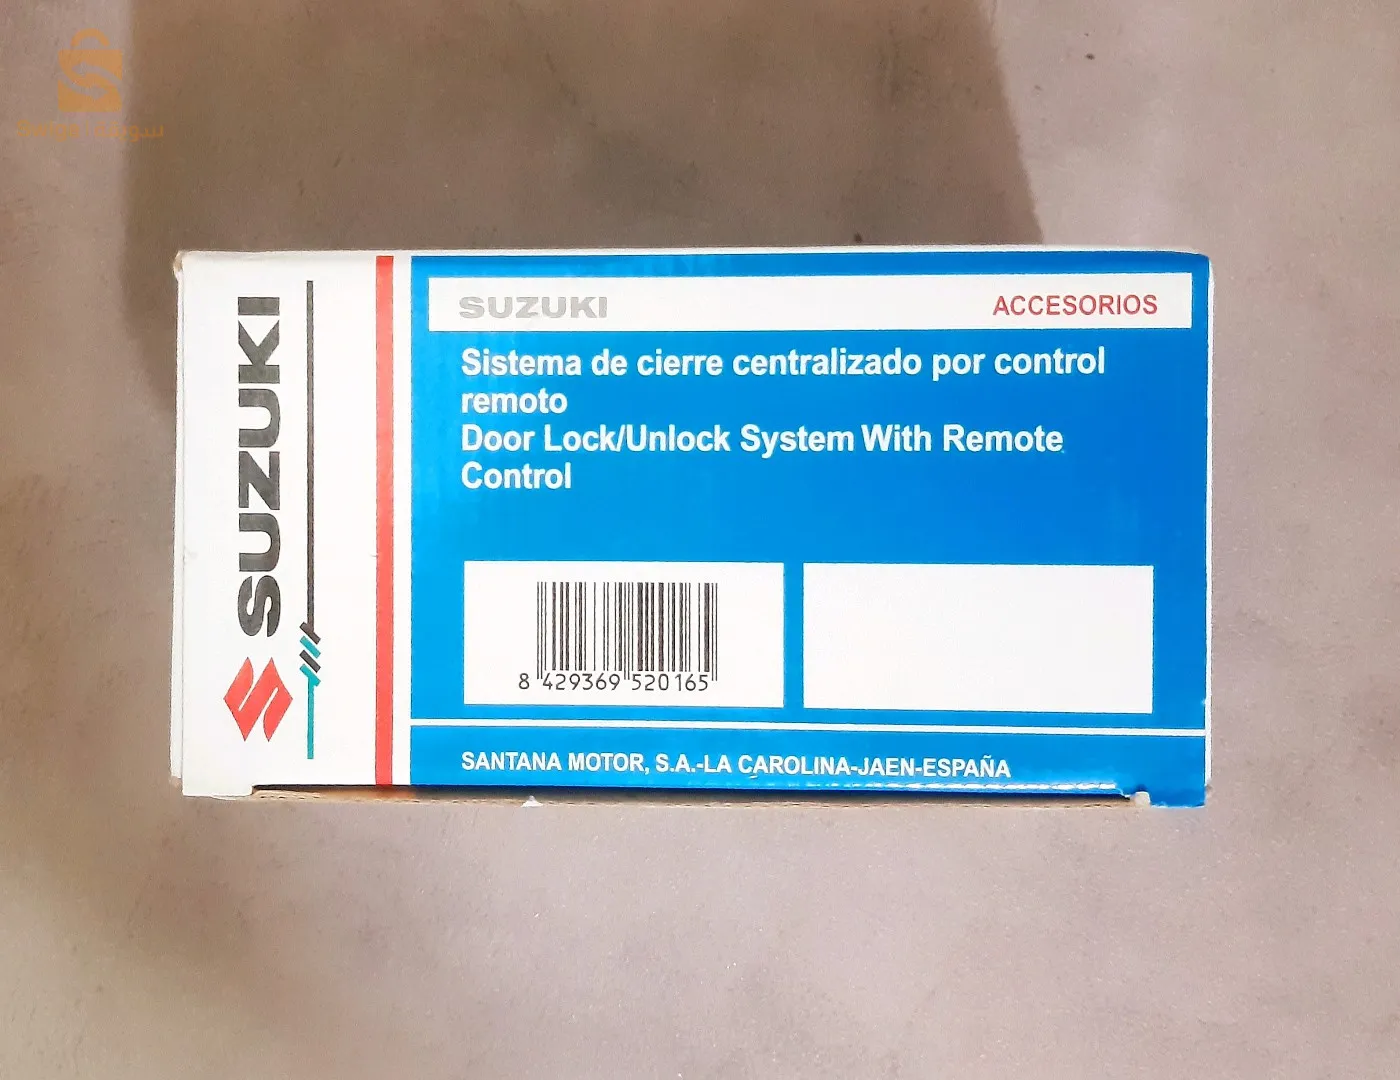 SUZUKI
SUZUKI
ACCESORIOS
Sistema de cierre centralizado por control
remoto
Door Lock/Unlock System With Remote
Control
8 429369 520165
SANTANA MOTOR, S.A.-LA CAROLINA-JAEN-ESPAÑA